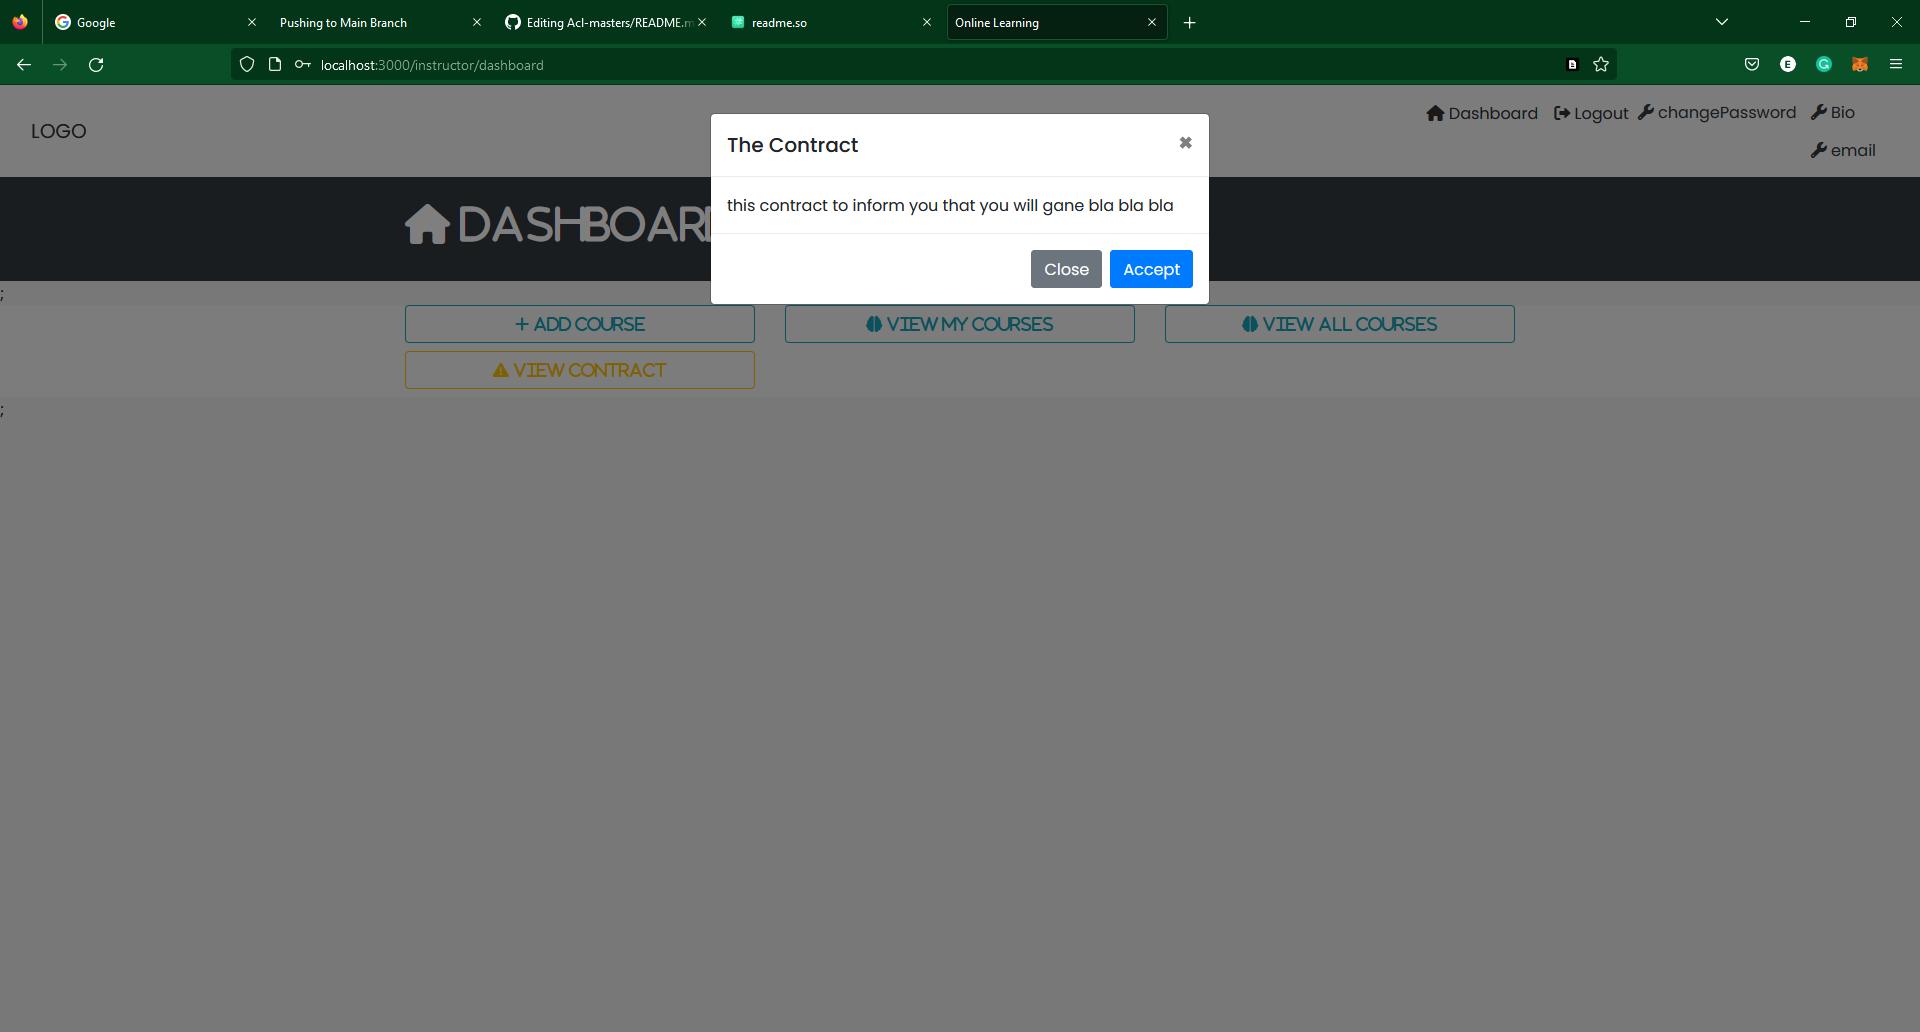 Google
Pushing to Main Branch
Editing Acl-masters/README.m
readme.so
Online Learning
localhost:3000/instructor/dashboard
LOGO
Dashboard Logout changePassword Bio
email
The Contract
this contract to inform you that you will gane bla bla bla
Close Accept
DASHBOAR
;
+ ADD COURSE
VIEW MY COURSES
VIEW ALL COURSES
VIEW CONTRACT
;